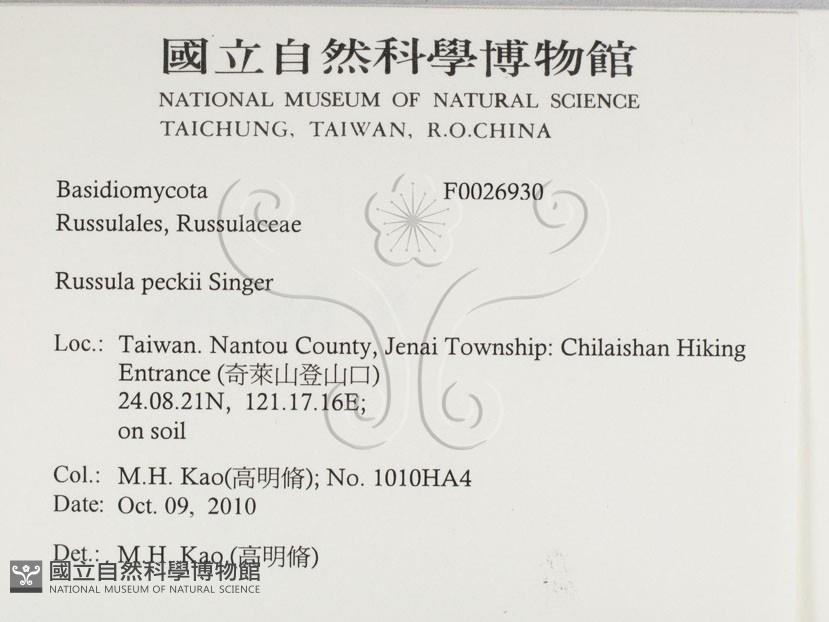 國立自然科學博物館
NATIONAL MUSEUM OF NATURAL SCIENCE
TAICHUNG, TAIWAN, R.O.CHINA
Basidiomycota F0026930
Russulales, Russulaceae
Russula peckii Singer
Loc.: Taiwan. Nantou County, Jenai Township: Chilaishan Hiking
Entrance (奇萊山登山口)
24.08.21N, 121.17.16E;
on soil
Col.: M.H. Kao(高明脩); No. 1010HA4
Date: Oct. 09, 2010
Det.: M.H. Kao (高明脩)
國立自然科學博物館
NATIONAL MUSEUM OF NATURAL SCIENCE